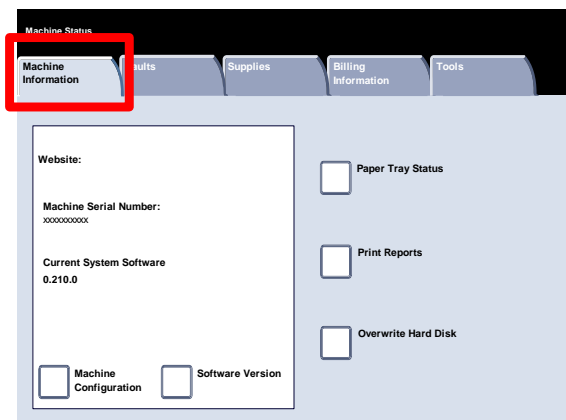 Machine Status
Machine
Information
aults
Supplies
Billing
Information
Tools
Website:
Machine Serial Number:
xxxxxxxxxx
Current System Software
0.210.0
Machine
Configuration
Software Version
Paper Tray Status
Print Reports
Overwrite Hard Disk